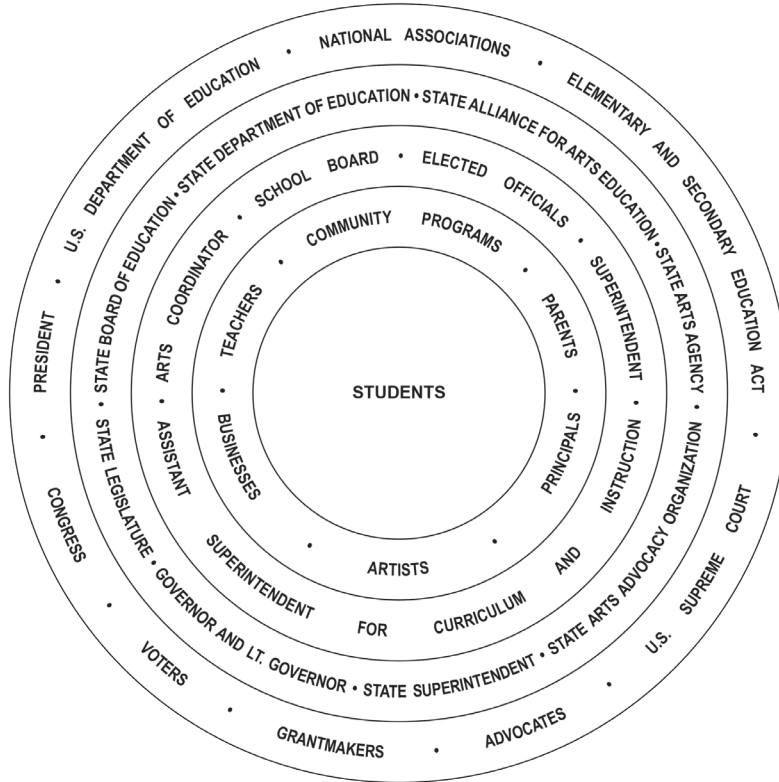 NATIONAL ASSOCIATIONS • ELEMENTARY AND SECONDARY EDUCATION ACT • U.S. SUPREME COURT • ADVOCATES • GRANTMAKERS • VOTERS • CONGRESS • PRESIDENT • U.S. DEPARTMENT OF EDUCATION •
STATE DEPARTMENT OF EDUCATION • STATE ALLIANCE FOR ARTS EDUCATION • STATE ARTS AGENCY • STATE ARTS ADVOCACY ORGANIZATION • STATE SUPERINTENDENT • GOVERNOR AND LT. GOVERNOR • STATE LEGISLATURE • STATE BOARD OF EDUCATION •
SCHOOL BOARD • ELECTED OFFICIALS • SUPERINTENDENT • ASSISTANT SUPERINTENDENT FOR CURRICULUM AND INSTRUCTION • ARTS COORDINATOR •
COMMUNITY PROGRAMS • PARENTS • PRINCIPALS • ARTISTS • BUSINESSES • TEACHERS •
STUDENTS